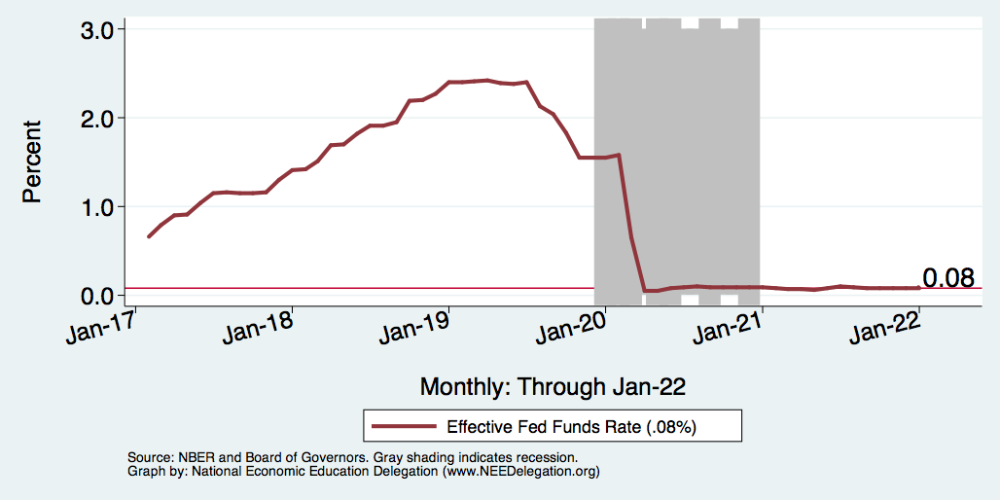 3.0
2.0
1.0
0.0
Percent
0.08
Jan-17
Jan-18
Jan-19
Jan-20
Jan-21
Jan-22
Monthly: Through Jan-22
Effective Fed Funds Rate (.08%)
Source: NBER and Board of Governors. Gray shading indicates recession.
Graph by: National Economic Education Delegation (www.NEEDelegation.org)